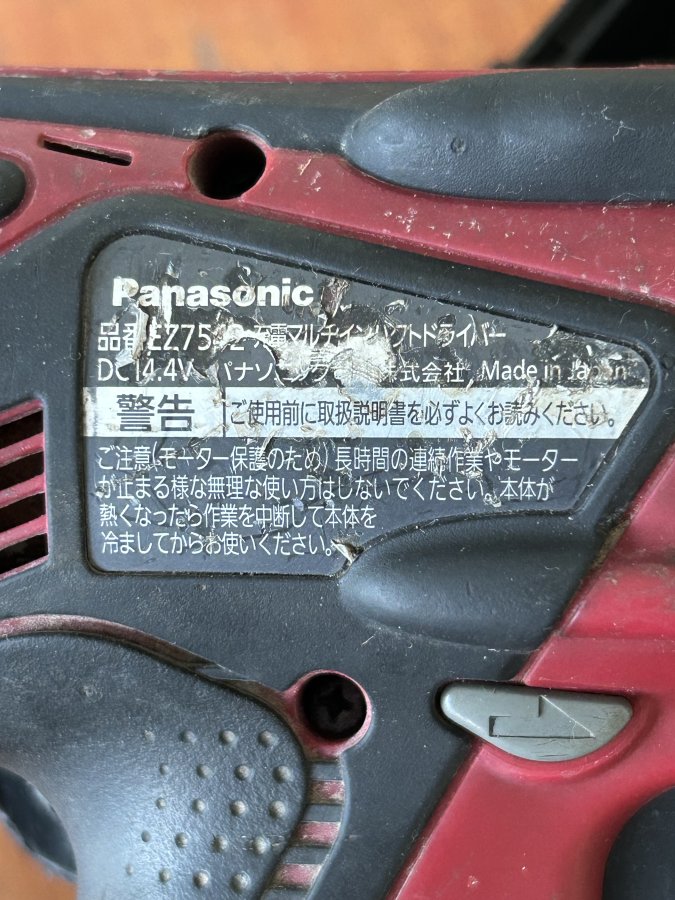 Panasonic
品番 充電マルチインパクトドライバー
DC14.4V パナソニック 株式会社 Made in Japan
警告 ご使用前に取扱説明書を必ずよくお読みください。
ご注意(モーター保護のため)長時間の連続作業やモーター
が止まる様な無理な使い方はしないでください。本体が
熱くなったら作業を中断して本体を
冷ましてからお使いください。